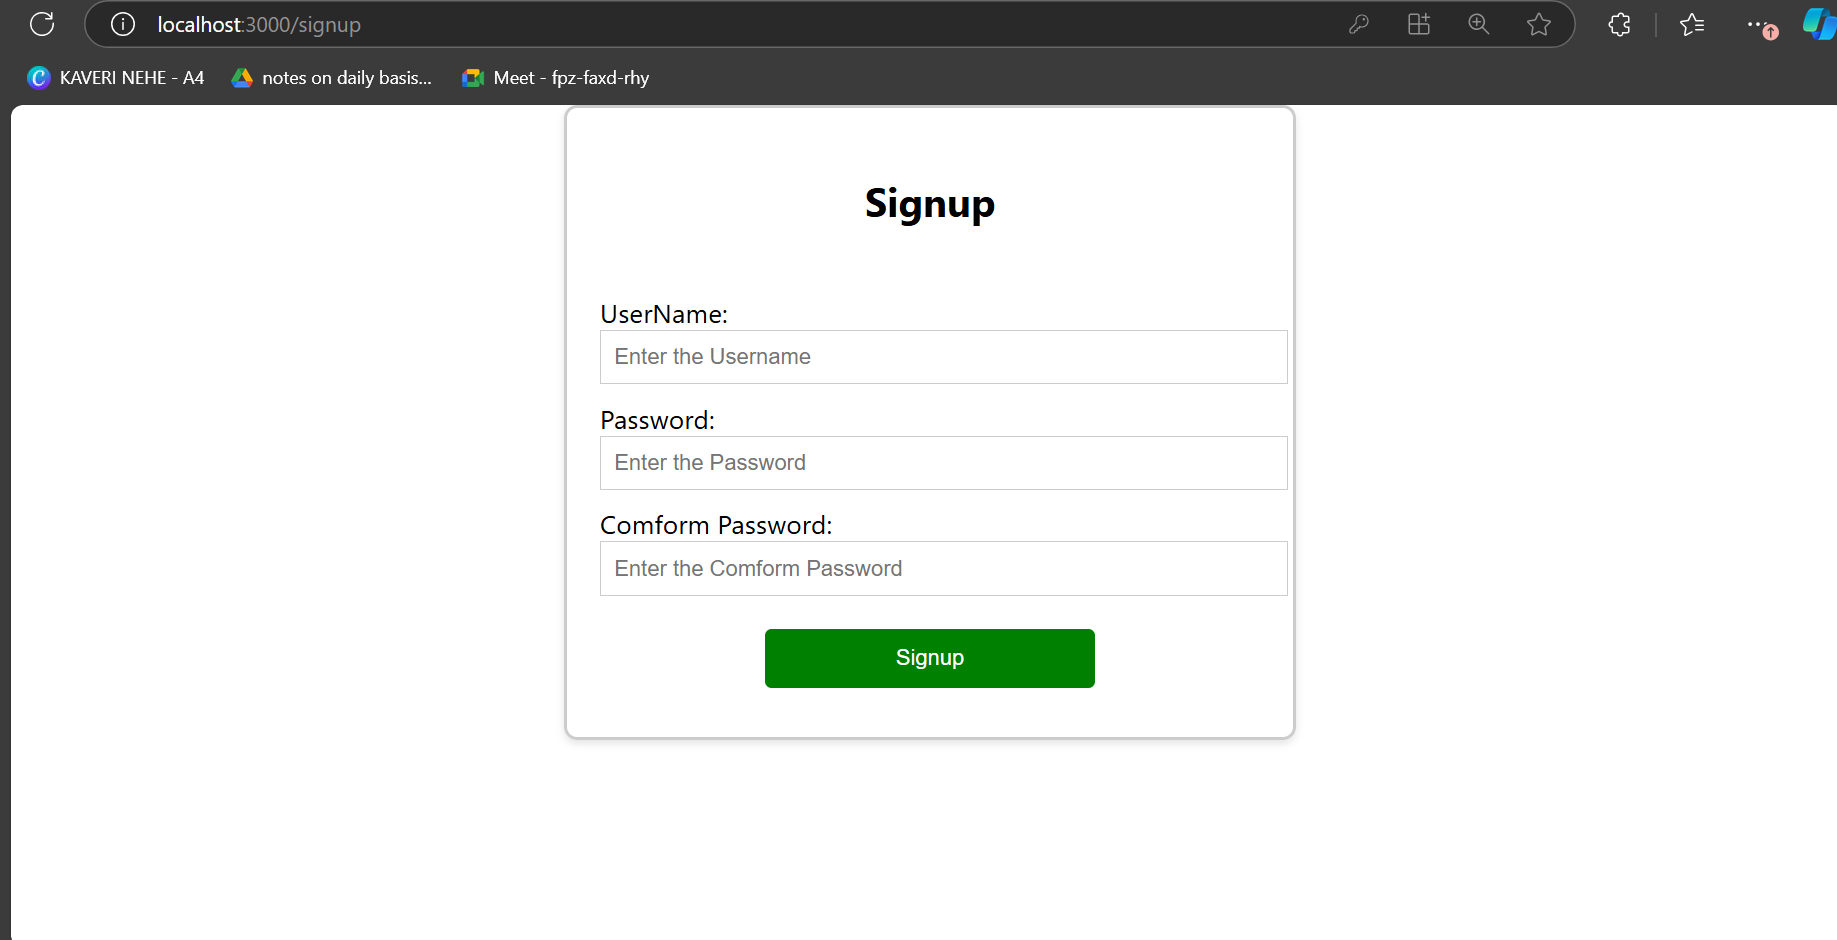 localhost:3000/signup
KAVERI NEHE - A4 notes on daily basis... Meet - fpz-faxd-rhy
Signup
UserName:
Enter the Username
Password:
Enter the Password
Comform Password:
Enter the Comform Password
Signup